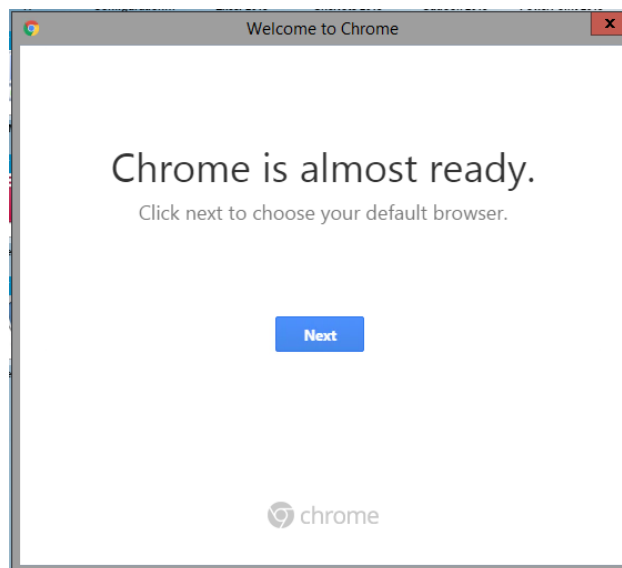 Welcome to Chrome
x
Chrome is almost ready.
Click next to choose your default browser.
Next
chrome